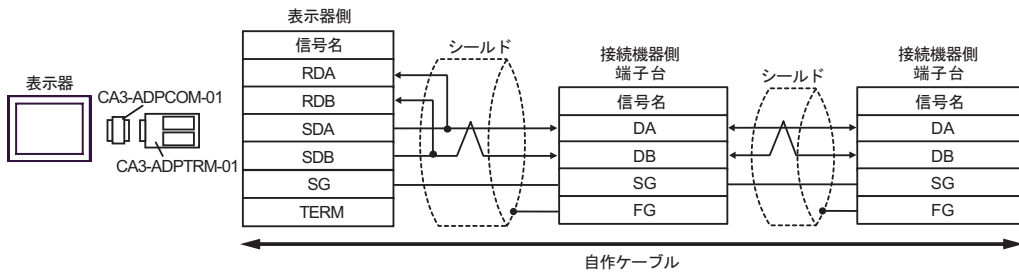 表示器
CA3-ADPCOM-01
CA3-ADPTRM-01
表示器側
信号名
RDA
RDB
SDA
SDB
SG
TERM
シールド
接続機器側
端子台
信号名
DA
DB
SG
FG
シールド
接続機器側
端子台
信号名
DA
DB
SG
FG
自作ケーブル